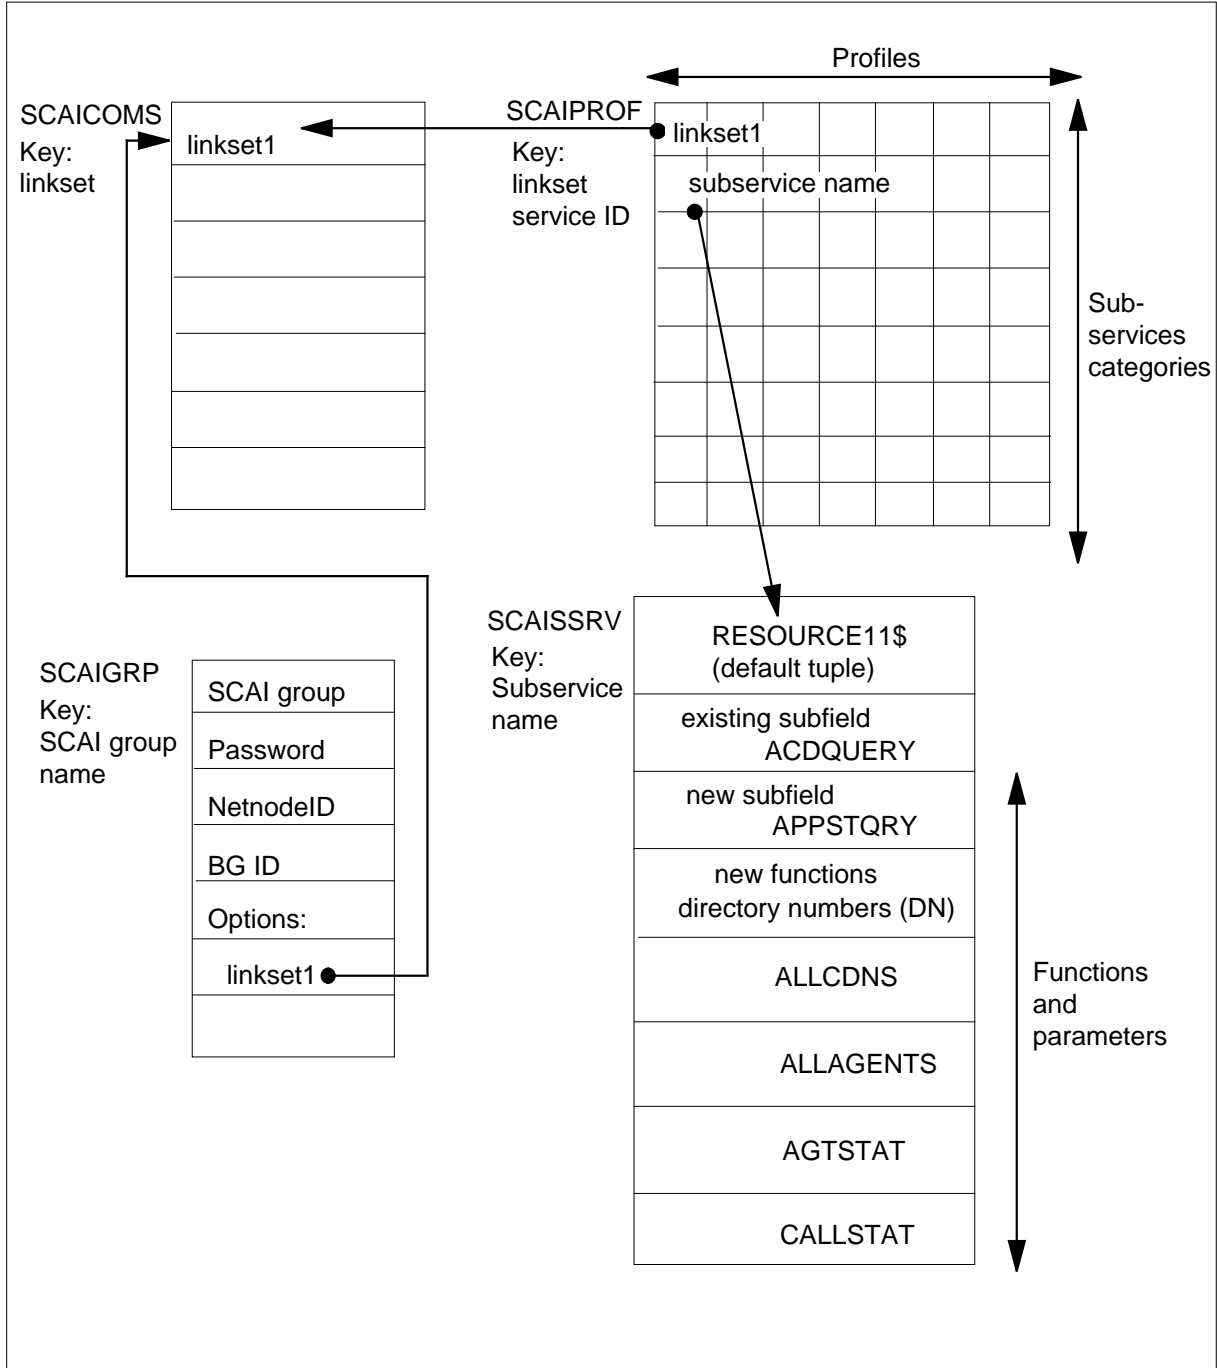 Profiles
SCAICOMS
Key:
linkset
linkset1
SCAIPROF
Key:
linkset
service ID
linkset1
subservice name
Sub-
services
categories
SCAIGRP
Key:
SCAI group
name
SCAI group
Password
NetnodeID
BG ID
Options:
linkset1
SCAISSRV
Key:
Subservice
name
RESOURCE11$
(default tuple)
existing subfield
ACDQUERY
new subfield
APPSTQRY
new functions
directory numbers (DN)
ALLCDNS
ALLAGENTS
AGTSTAT
CALLSTAT
Functions
and
parameters